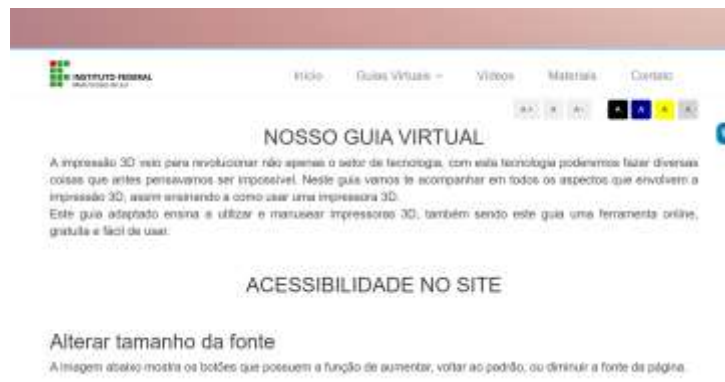 INSTITUTO FEDERAL
Início Guias Virtuais Vídeos Materiais Contato
A+ A A- A A A A
NOSSO GUIA VIRTUAL
A impressão 3D veio para revolucionar não apenas o setor de tecnologia, com esta tecnologia poderemos fazer diversas
coisas que antes pensavamos ser impossível. Neste guia vamos te acompanhar em todos os aspectos que envolvem a
impressão 3D, assim ensinando a como usar uma impressora 3D.
Este guia adaptado ensina a utilizar e manusear impressoras 3D, também sendo este guia uma ferramenta online,
gratuita e fácil de usar.
ACESSIBILIDADE NO SITE
Alterar tamanho da fonte
A imagem abaixo mostra os botões que possuem a função de aumentar, voltar ao padrão, ou diminuir a fonte da página.